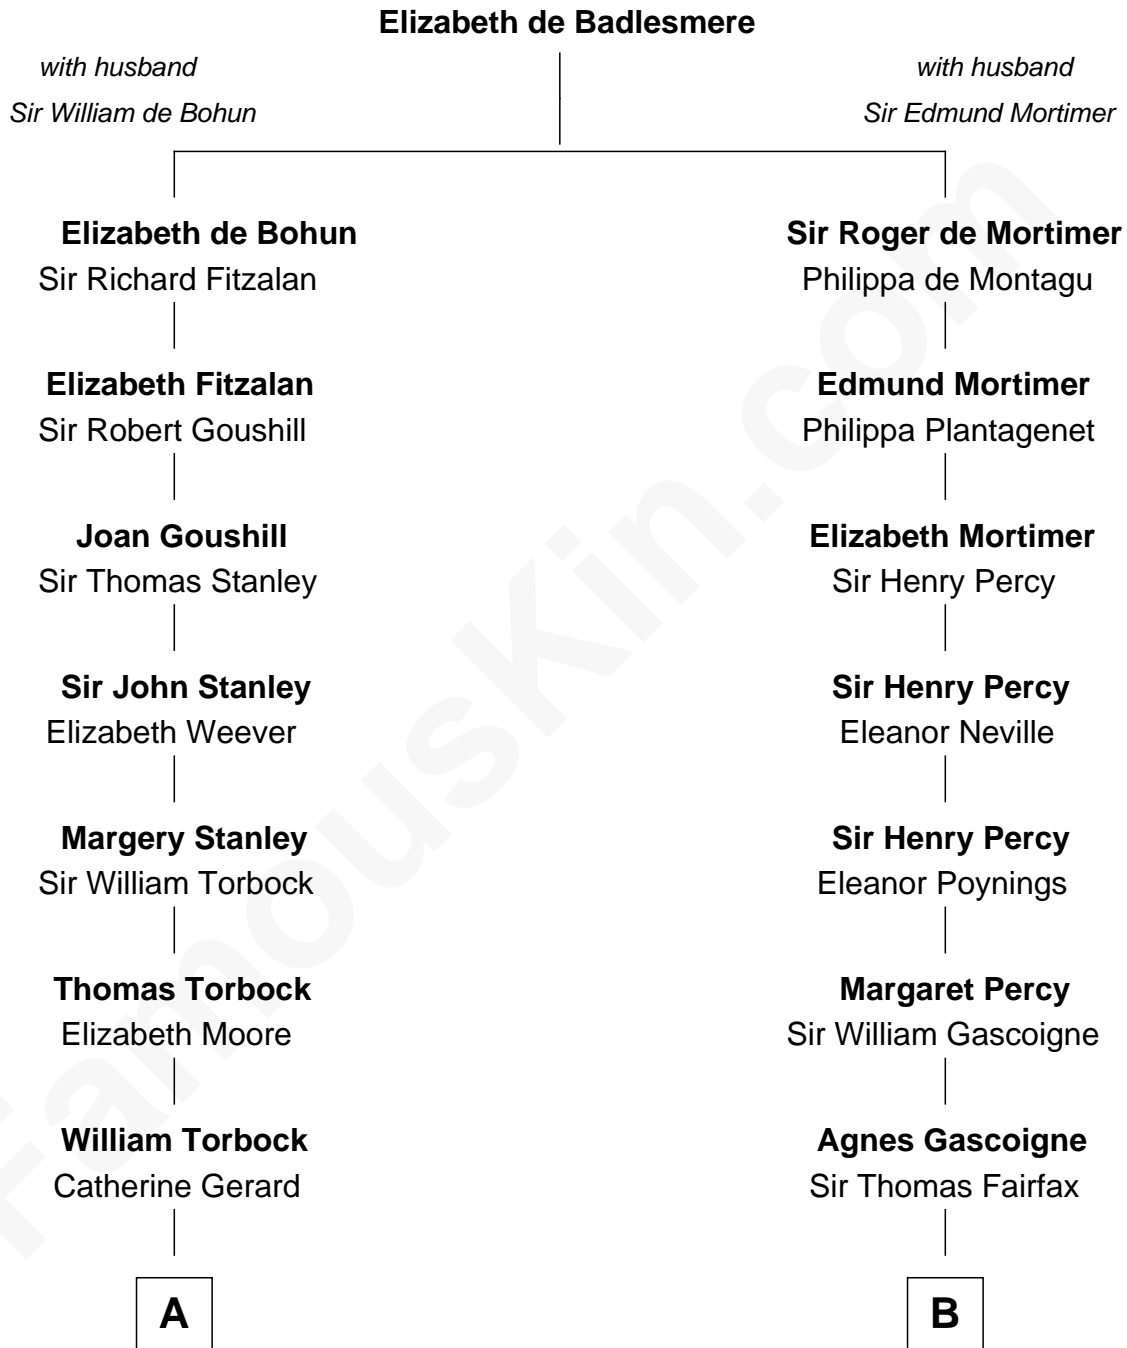 Elizabeth de Badlesmere
with husband
Sir William de Bohun
with husband
Sir Edmund Mortimer
Elizabeth de Bohun
Sir Richard Fitzalan
Sir Roger de Mortimer
Philippa de Montagu
Elizabeth Fitzalan
Sir Robert Goushill
Edmund Mortimer
Philippa Plantagenet
Joan Goushill
Sir Thomas Stanley
Elizabeth Mortimer
Sir Henry Percy
Sir John Stanley
Elizabeth Weever
Sir Henry Percy
Eleanor Neville
Margery Stanley
Sir William Torbock
Sir Henry Percy
Eleanor Poynings
Thomas Torbock
Elizabeth Moore
Margaret Percy
Sir William Gascoigne
William Torbock
Catherine Gerard
Agnes Gascoigne
Sir Thomas Fairfax
A
B
FamousKin.com